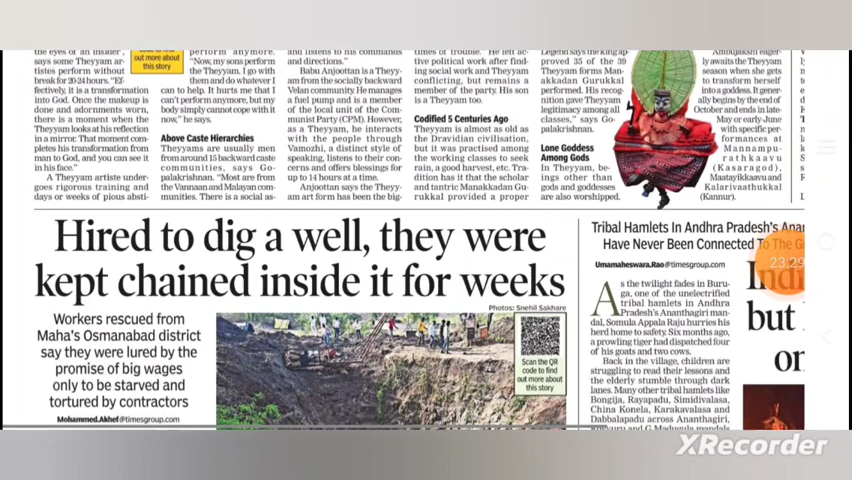 the eyes of an insider",
says some Theyyam ar-
tistes perform without
break for 20-24 hours. "Ef-
fectively, it is a transformation
into God. Once the makeup is
done and adornments worn,
there is a moment when the
Theyyam looks at his reflection
in a mirror. That moment com-
pletes his transformation from
man to God, and you can see it
in his face."
A Theyyam artiste under-
goes rigorous training and
days or weeks of pious absti-
out more about
this story
perform anymore.
"Now, my sons perform
the Theyyam. I go with
them and do whatever I
can to help. It hurts me that I
can't perform anymore, but my
body simply cannot cope with it
now," he says.
Above Caste Hierarchies
Theyyams are usually men
from around 15 backward caste
communities, says Go-
palakrishnan. "Most are from
the Vannaan and Malayan com-
munities. There is a social as-
and listens to his commands
and directions."
Babu Anjoottan is a Theyy-
am from the socially backward
Velan community. He manages
a fuel pump and is a member
of the local unit of the Com-
munist Party (CPM). However,
as a Theyyam, he interacts
with the people through
Vamozhi, a distinct style of
speaking, listens to their con-
cerns and offers blessings for
up to 14 hours at a time.
Anjoottan says the Theyy-
am art form has been the big-
times of trouble." He left ac-
tive political work after find-
ing social work and Theyyam
conflicting, but remains a
member of the party. His son
is a Theyyam too.
Codified 5 Centuries Ago
Theyyam is almost as old as
the Dravidian civilisation,
but it was practised among
the working classes to seek
rain, a good harvest, etc. Tra-
dition has it that the scholar
and tantric Manakkadan Gu-
rukkal provided a proper
Legend says the king ap-
proved 35 of the 39
Theyyam forms Man-
akkadan Gurukkal
performed. His recog-
nition gave Theyyam
legitimacy among all
classes," says Go-
palakrishnan.
Lone Goddess
Among Gods
In Theyyam, be-
ings other than
gods and goddesses
are also worshipped.
Ambujakshi eager-
ly awaits the Theyyam
season when she gets
to transform herself
into a goddess. It gener-
ally begins the end of
October and ends in late-
May or early-June
with specific per-
formances at
Mannampu-
rathkaavu
(Kasaragod),
Maatayikkaavu and
Kalarivaathukkal
(Kannur).
Hired to dig a well, they were
kept chained inside it for weeks
Photos: Snehil Sakhare
Workers rescued from
Maha's Osmanabad district
say they were lured by the
promise of big wages
only to be starved and
tortured by contractors
Mohammed.Akhef@timesgroup.com
Scan the QR
code to find
out more about
this story
Tribal Hamlets In Andhra Pradesh's
Have Never Been Connected To The
Umamaheswara.Rao@timesgroup.com
As the twilight fades in Buru-
ga, one of the unelectrified
tribal hamlets in Andhra
Pradesh's Ananthagiri man-
dal, Somula Appala Raju hurries his
herd home to safety. Six months ago,
a prowling tiger had dispatched four
of his goats and two cows.
Back in the village, children are
struggling to read their lessons and
the elderly stumble through dark
lanes. Many other tribal hamlets like
Bongija, Rayapadu, Simidivalasa,
China Konela, Karakavalasa and
Dabbalapadu across Ananthagiri,
but
on
23:29
XRecorder